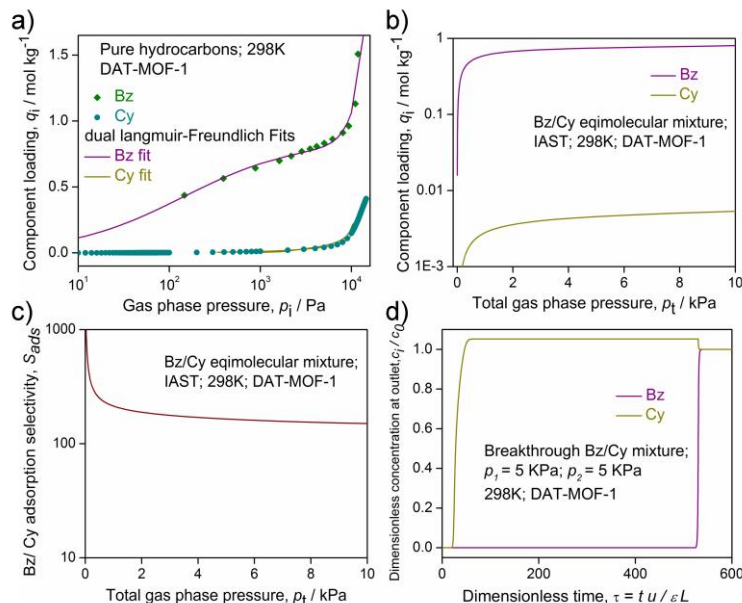 a)
Pure hydrocarbons; 298K
DAT-MOF-1
Bz
Cy
dual langmuir-Freundlich Fits
Bz fit
Cy fit
Component loading, qi / mol kg-1
1.5
1.0
0.5
0.0
10¹ 10² 10³ 10⁴
Gas phase pressure, pi / Pa
b)
Component loading, qi / mol kg-1
1
0.1
0.01
1E-3
Bz
Cy
Bz/Cy eqimolecular mixture;
IAST; 298K; DAT-MOF-1
0 2 4 6 8 10
Total gas phase pressure, pt / kPa
c)
Bz/ Cy adsorption selectivity, Sads
1000
100
10
Bz/Cy eqimolecular mixture;
IAST; 298K; DAT-MOF-1
0 2 4 6 8 10
Total gas phase pressure, pt / kPa
d)
Dimensionless concentration at outlet,ci/c0
1.0
0.8
0.6
0.4
0.2
0.0
Bz
Cy
Breakthrough Bz/Cy mixture;
p1 = 5 KPa; p2 = 5 KPa
298K; DAT-MOF-1
0 200 400 600
Dimensionless time, τ = t u / εL